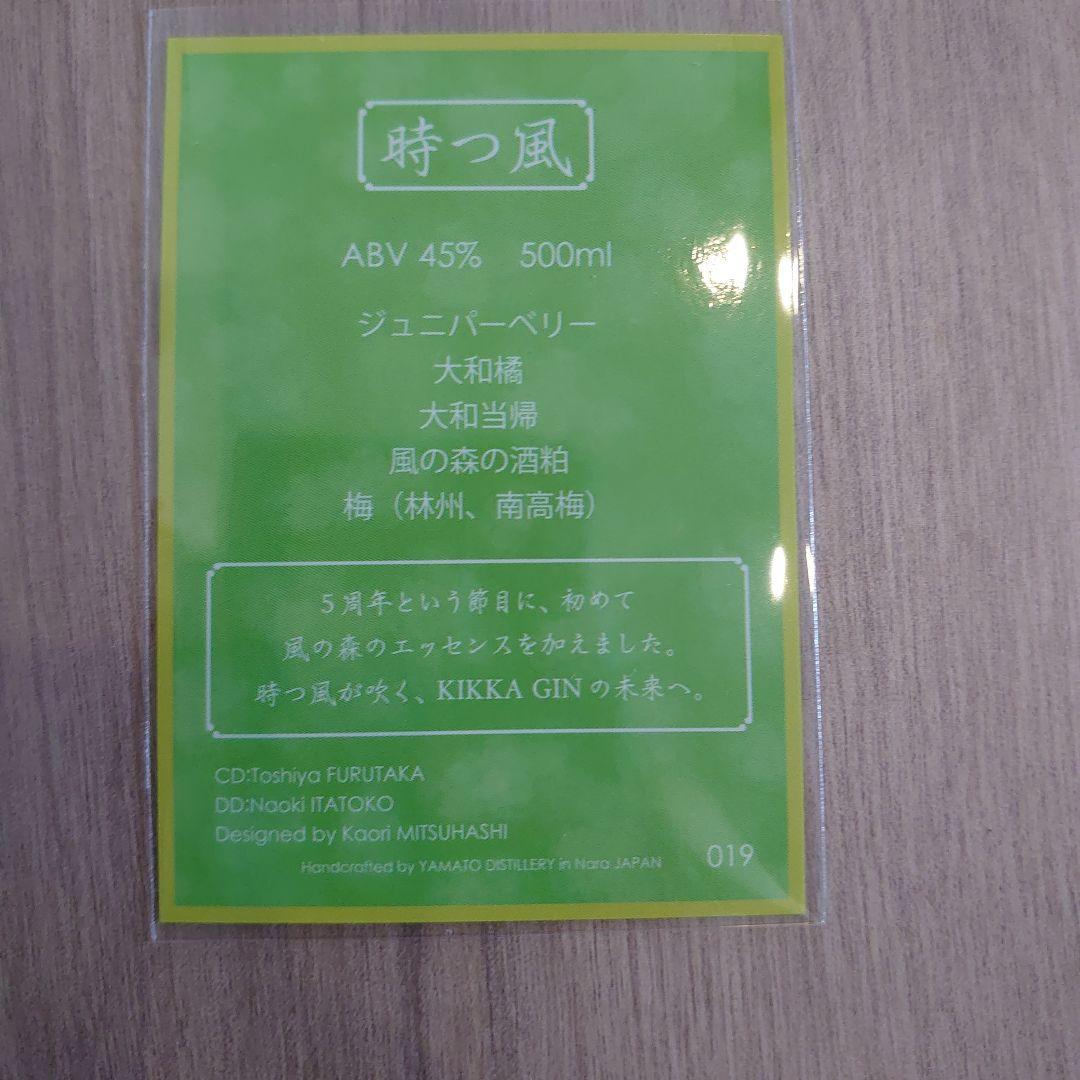 時つ風
ABV 45% 500ml
ジュニパーベリー
大和橘
大和当帰
風の森の酒粕
梅（林州、南高梅）
5周年という節目に、初めて
風の森のエッセンスを加えました。
時つ風が吹く、KIKKA GINの未来へ。
CD:Toshiya FURUTAKA
DD:Naoki ITATOKO
Designed by Kaori MITSUHASHI
Handcrafted by YAMATO DISTILLERY in Nara JAPAN
019